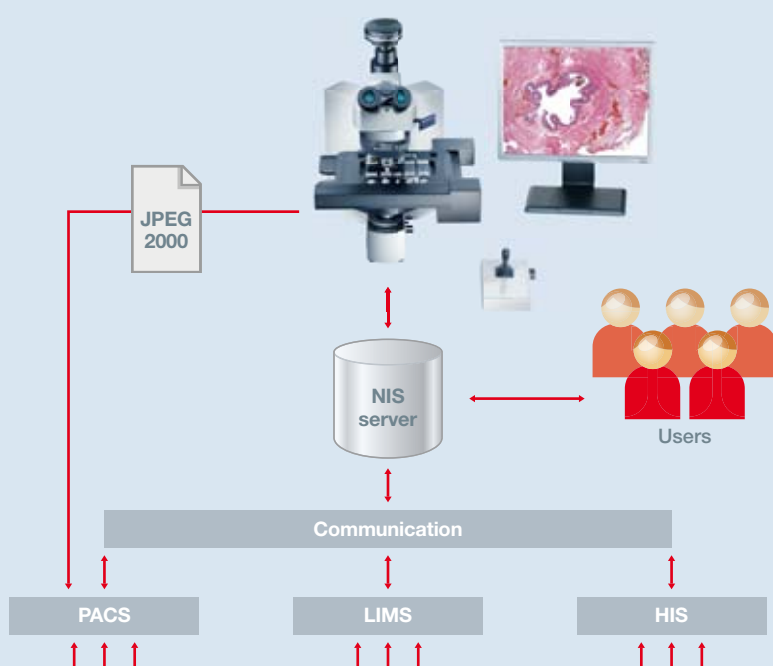 JPEG
2000
NIS
server
Users
Communication
PACS
LIMS
HIS